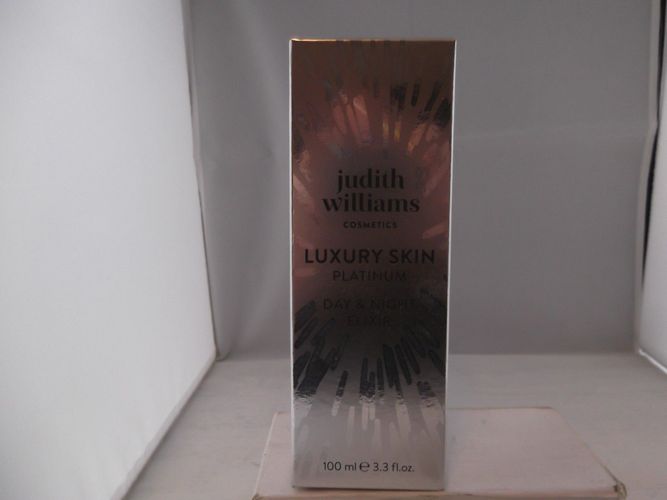 judith
williams
COSMETICS
LUXURY SKIN
PLATINUM
DAY & NIGHT
ELIXIR
100 ml ℮ 3.3 fl.oz.